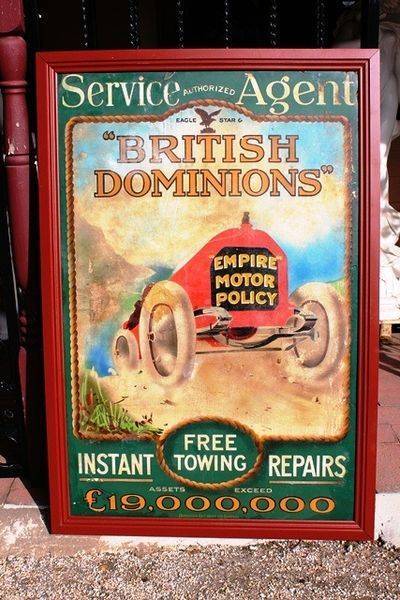 Service AUTHORIZED Agent
EAGLE STAR &
"BRITISH
DOMINIONS"
EMPIRE
MOTOR
POLICY
FREE
INSTANT TOWING REPAIRS
ASSETS EXCEED
£19,000,000